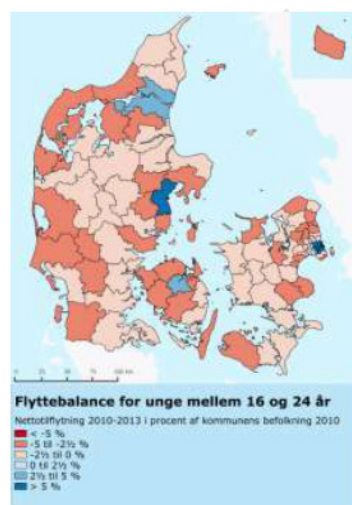 Flyttebalance for unge mellem 16 og 24 år
Nettotilflytning 2010-2013 i procent af kommunens befolkning 2010
< -5 %
-5 til -2½ %
-2½ til 0 %
0 til 2½ %
2½ til 5 %
> 5 %